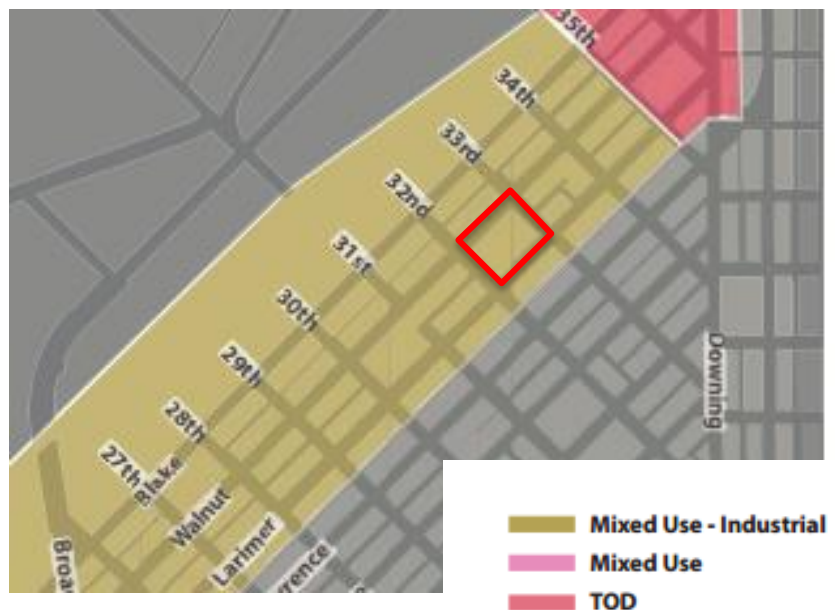 35th
34th
33rd
32nd
31st
30th
29th
28th
27th
Blake
Walnut
Larimer
Downing
Mixed Use - Industrial
Mixed Use
TOD